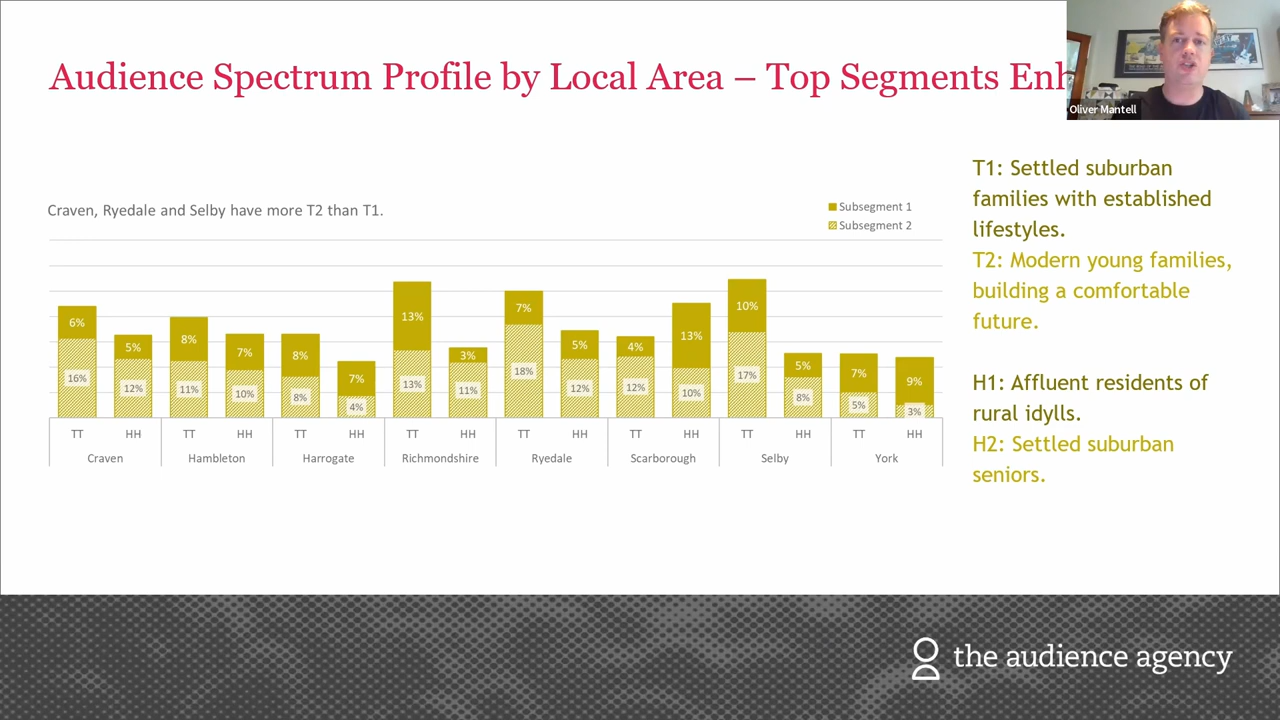 Audience Spectrum Profile by Local Area – Top Segments Enh
Oliver Mantell
T1: Settled suburban
families with established
lifestyles.
T2: Modern young families,
building a comfortable
future.
H1: Affluent residents of
rural idylls.
H2: Settled suburban
seniors.
Craven, Ryedale and Selby have more T2 than T1.
Subsegment 1
Subsegment 2
6% 5% 8% 7% 8% 7% 13% 3% 7% 5% 4% 13% 10% 5% 7% 9%
16% 12% 11% 10% 8% 4% 13% 11% 18% 12% 12% 10% 17% 8% 5% 3%
TT HH TT HH TT HH TT HH TT HH TT HH TT HH TT HH
Craven Hambleton Harrogate Richmondshire Ryedale Scarborough Selby York
the audience agency